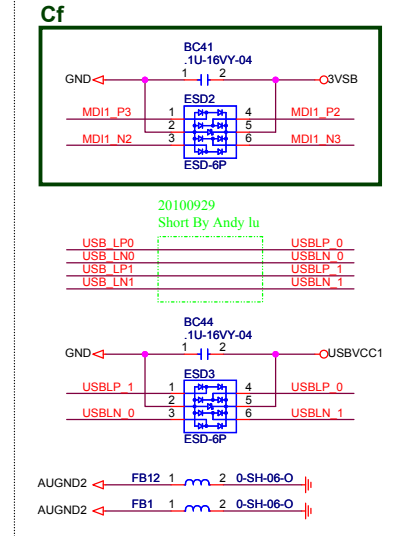 Cf
BC41
.1U-16VY-04
GND 1 2 3VSB
ESD2
MDI1_P3 1 4 MDI1_P2
2 5
MDI1_N2 3 6 MDI1_N3
ESD-6P
20100929
Short By Andy lu
USB_LP0 USBLP_0
USB_LN0 USBLN_0
USB_LP1 USBLP_1
USB_LN1 USBLN_1
BC44
.1U-16VY-04
GND 1 2 USBVCC1
ESD3
USBLP_1 1 4 USBLP_0
2 5
USBLN_0 3 6 USBLN_1
ESD-6P
AUGND2 FB12 1 2 0-SH-06-O
AUGND2 FB1 1 2 0-SH-06-O